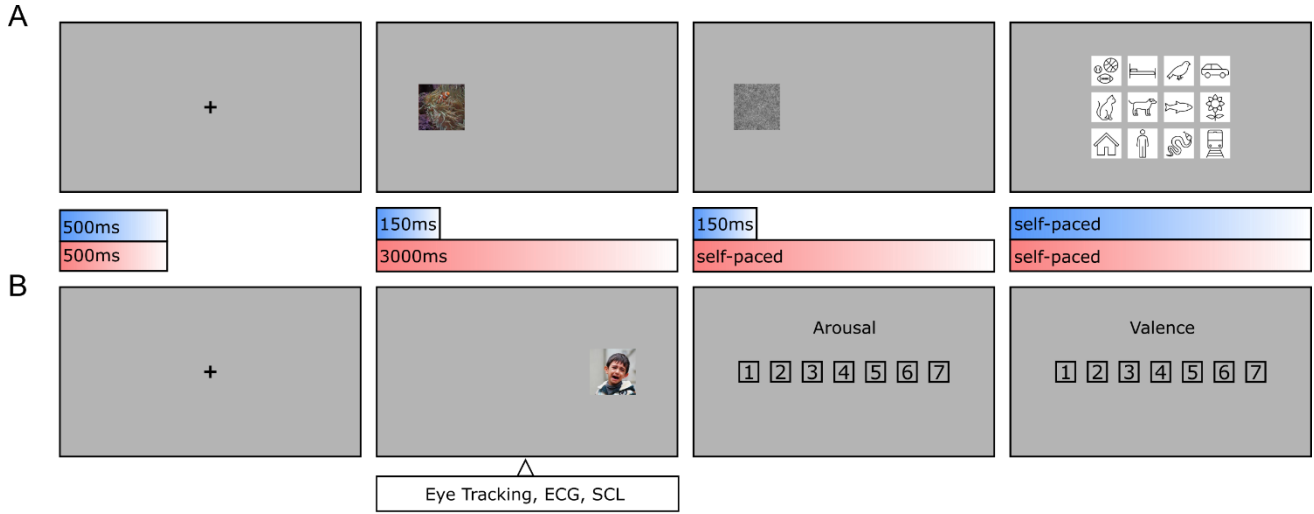 A
+
500ms
150ms
150ms
self-paced
500ms
3000ms
self-paced
self-paced
B
+
Arousal
1 2 3 4 5 6 7
Valence
1 2 3 4 5 6 7
Eye Tracking, ECG, SCL